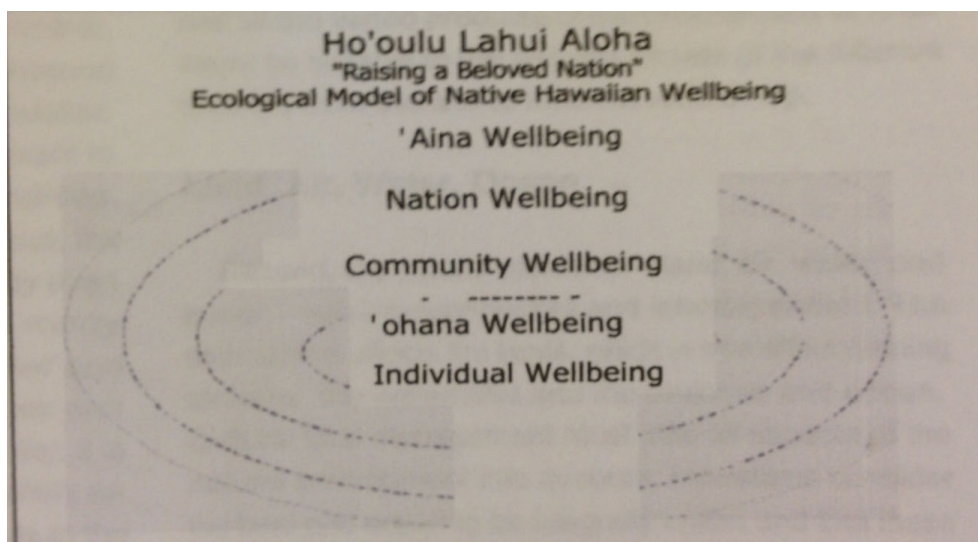 Ho'oulu Lahui Aloha
"Raising a Beloved Nation"
Ecological Model of Native Hawaiian Wellbeing
'Aina Wellbeing
Nation Wellbeing
Community Wellbeing
'ohana Wellbeing
Individual Wellbeing